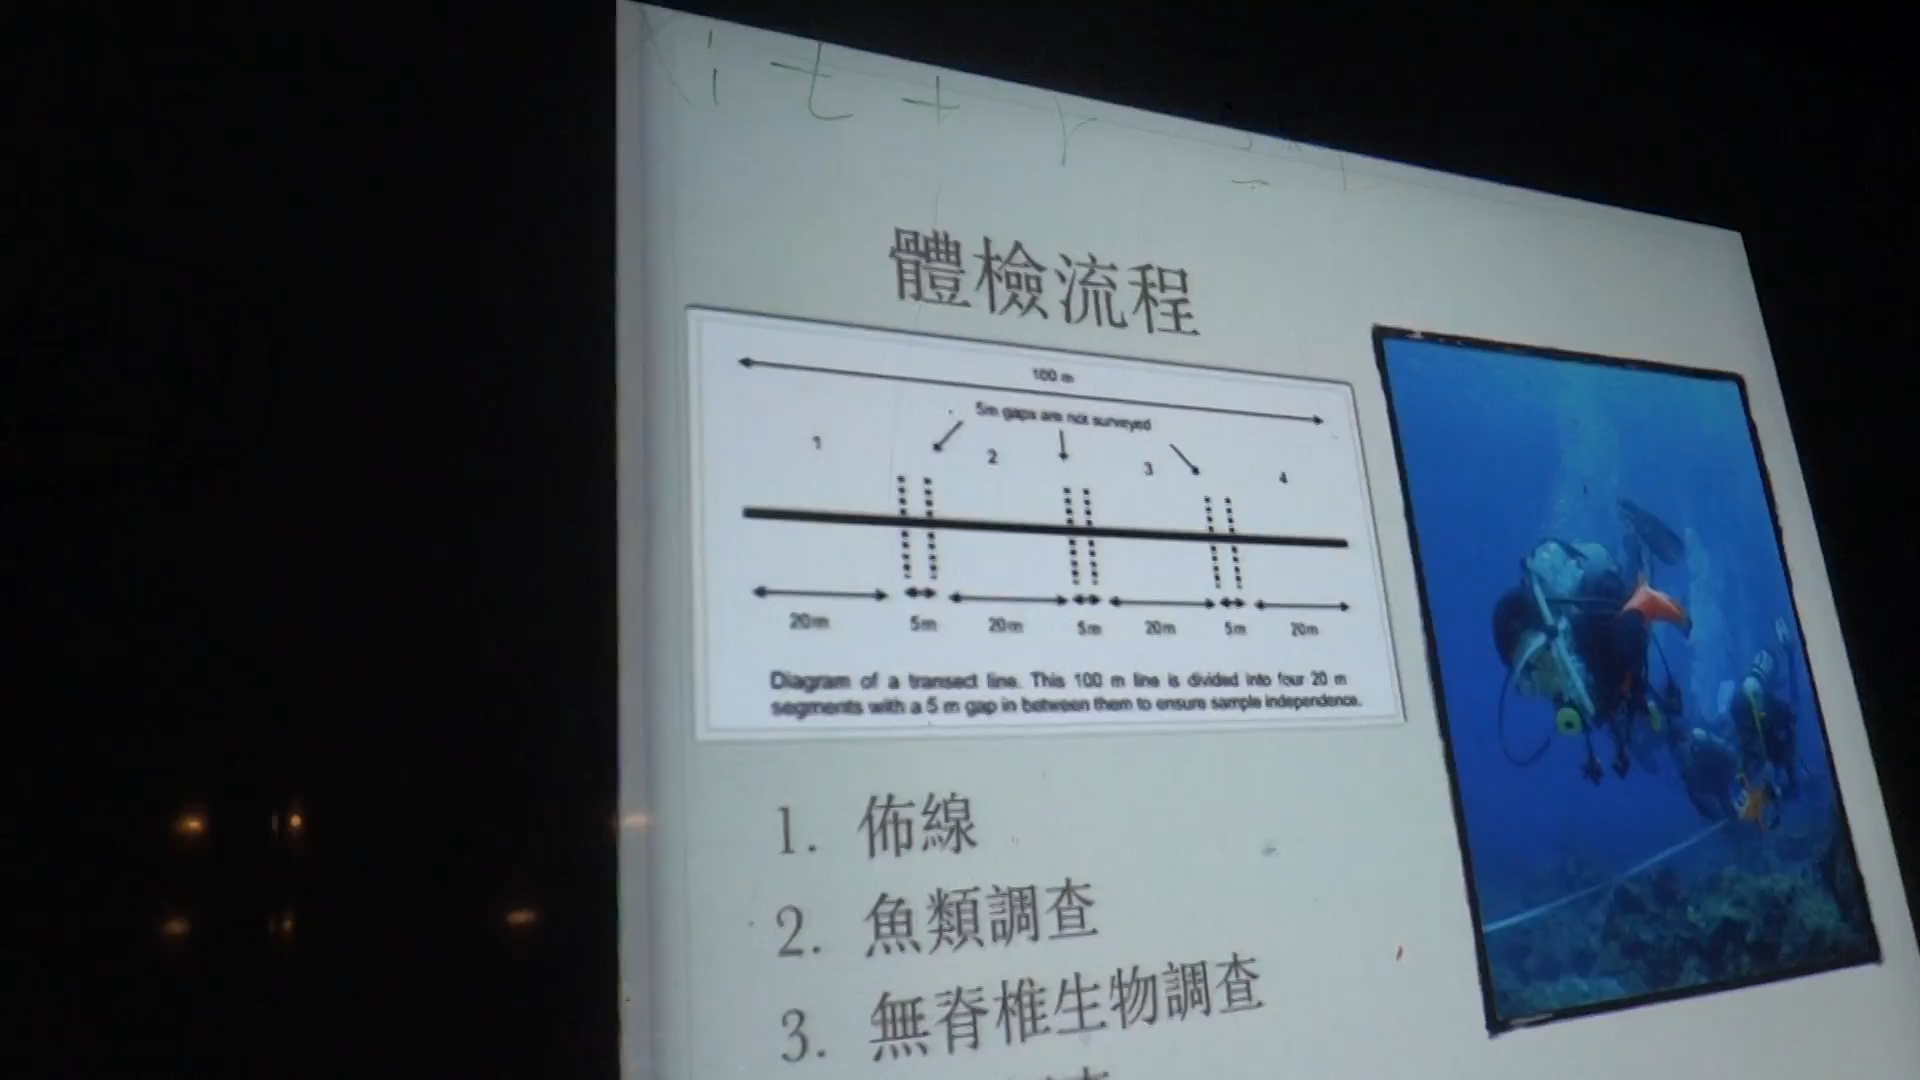 體檢流程
100 m
5m gaps are not surveyed
1 2 3 4
20m 5m 20m 5m 20m 5m 20m
Diagram of a transect line. This 100 m line is divided into four 20 m
segments with a 5 m gap in between them to ensure sample independence.
1. 佈線
2. 魚類調查
3. 無脊椎生物調查